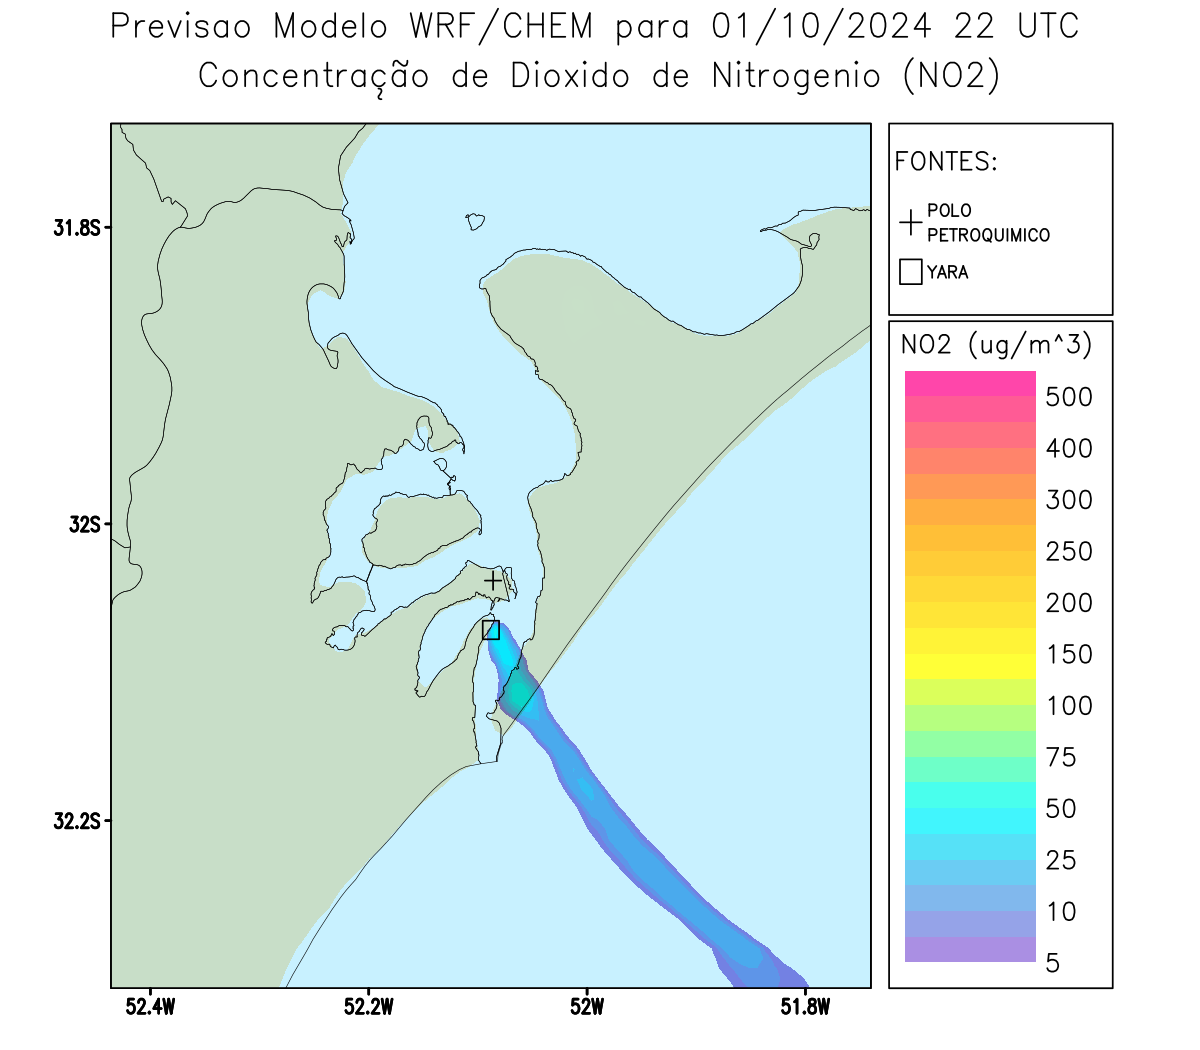 Previsao Modelo WRF/CHEM para 01/10/2024 22 UTC
Concentração de Dioxido de Nitrogenio (NO2)
FONTES:
POLO
PETROQUIMICO
YARA
31.8S
32S
32.2S
52.4W
52.2W
52W
51.8W
NO2 (ug/m^3)
500
400
300
250
200
150
100
75
50
25
10
5